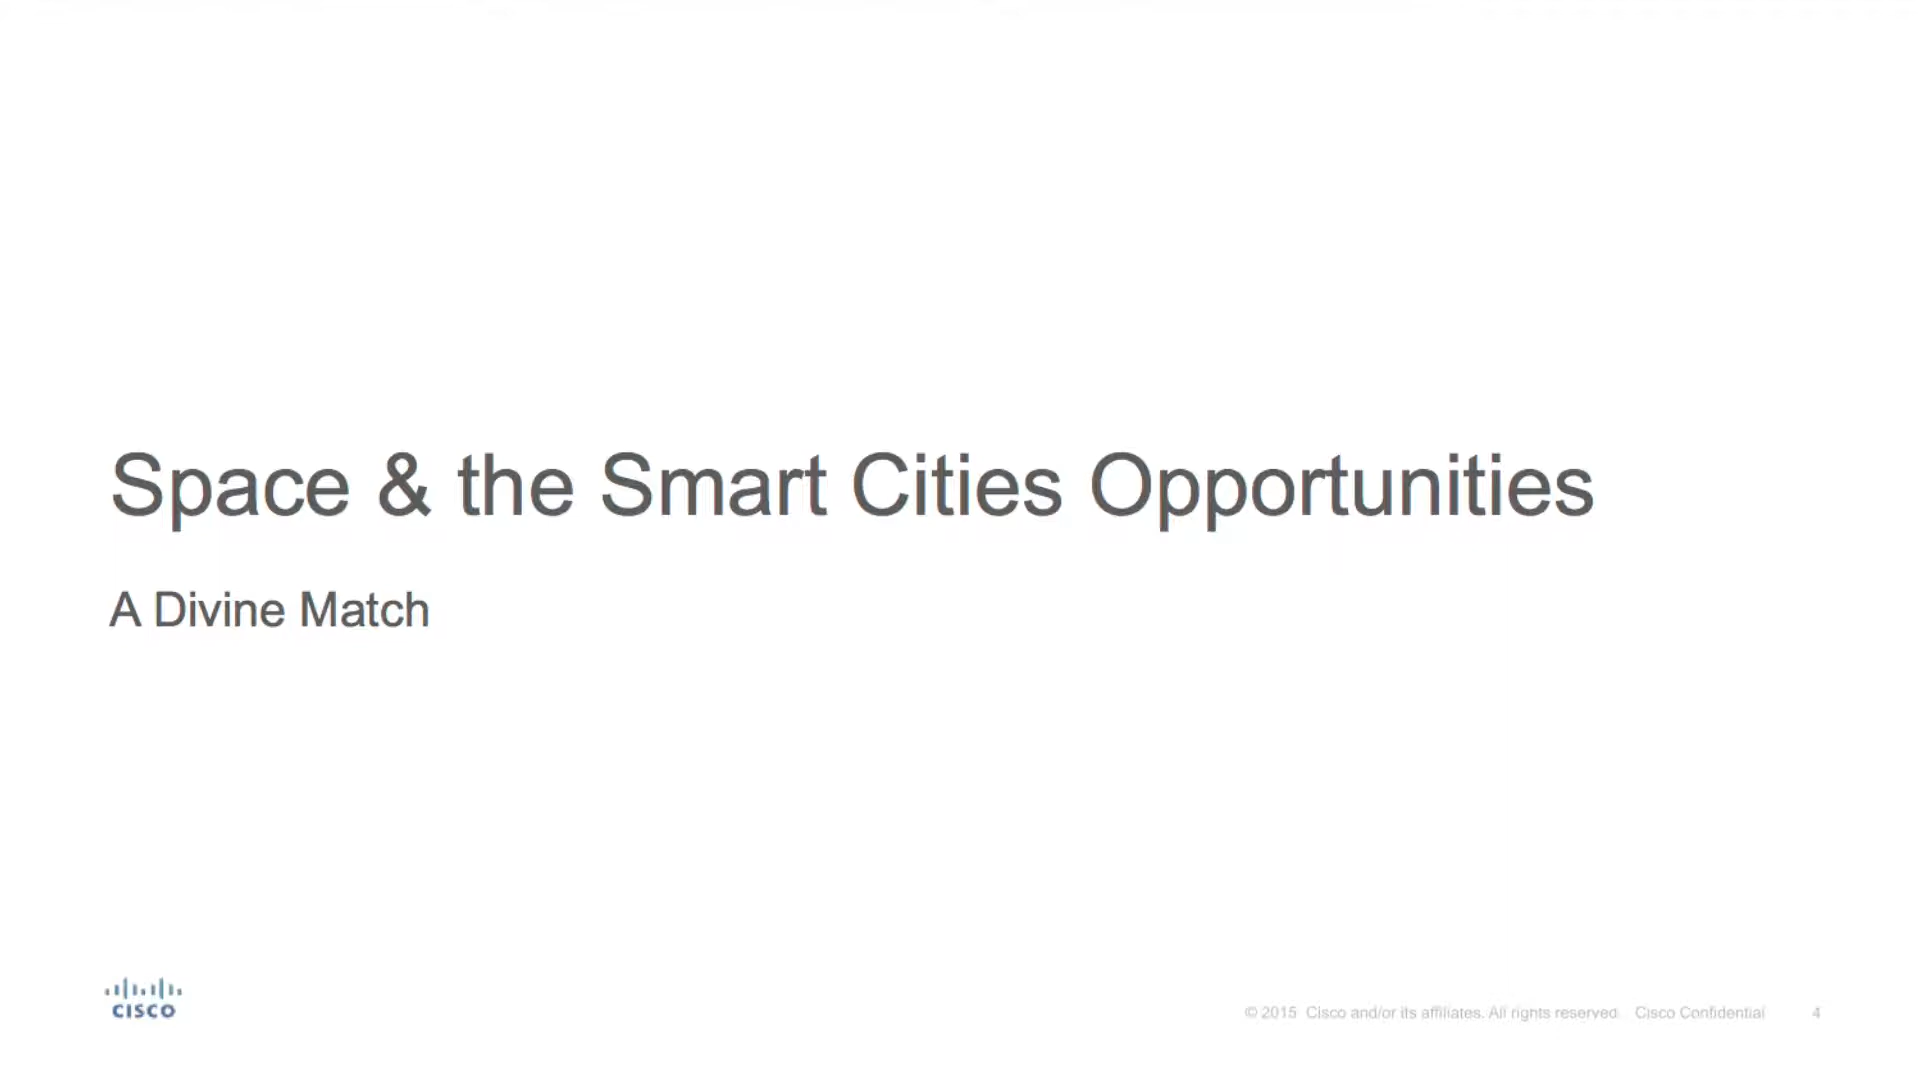 Space & the Smart Cities Opportunities
A Divine Match
CISCO
© 2015 Cisco and/or its affiliates. All rights reserved. Cisco Confidential 4